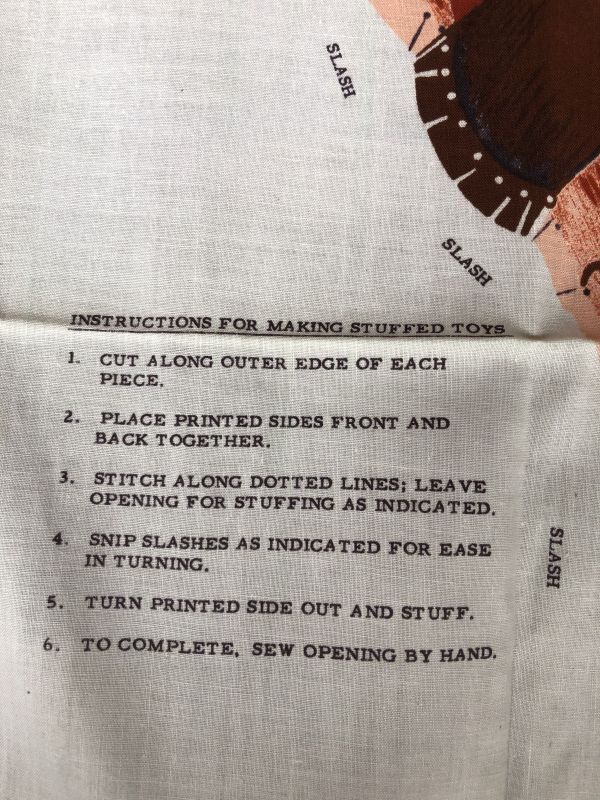 SLASH
SLASH
INSTRUCTIONS FOR MAKING STUFFED TOYS
1. CUT ALONG OUTER EDGE OF EACH
PIECE.
2. PLACE PRINTED SIDES FRONT AND
BACK TOGETHER.
3. STITCH ALONG DOTTED LINES; LEAVE
OPENING FOR STUFFING AS INDICATED.
4. SNIP SLASHES AS INDICATED FOR EASE
IN TURNING.
SLASH
5. TURN PRINTED SIDE OUT AND STUFF.
6. TO COMPLETE, SEW OPENING BY HAND.